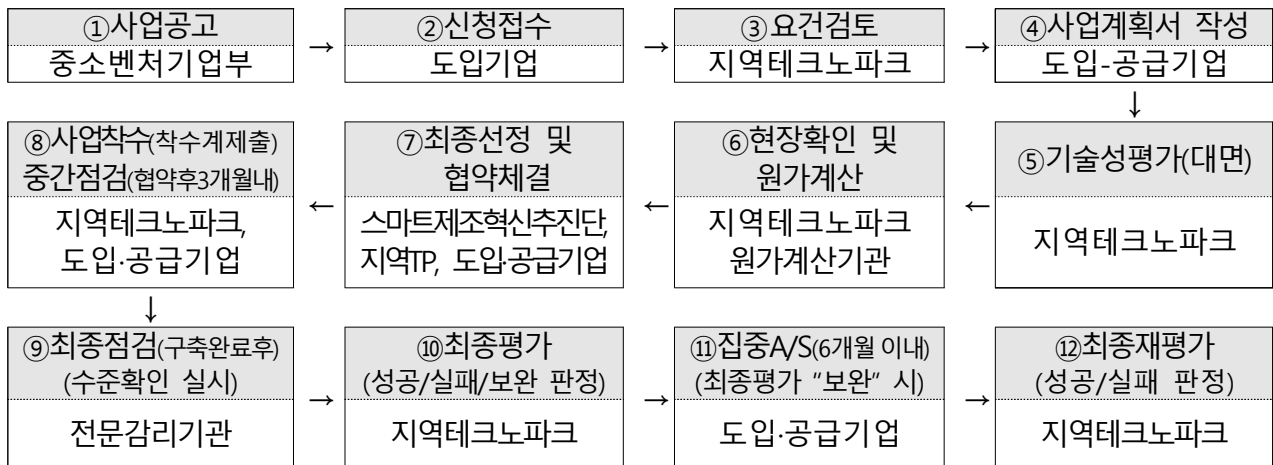 ①사업공고
중소벤처기업부
→
②신청접수
도입기업
→
③요건검토
지역테크노파크
→
④사업계획서 작성
도입-공급기업
↓
⑤기술성평가(대면)
지역테크노파크
←
⑥현장확인 및
원가계산
지역테크노파크
원가계산기관
←
⑦최종선정 및
협약체결
스마트제조혁신추진단,
지역TP, 도입·공급기업
←
⑧사업착수(착수계제출)
중간점검(협약후3개월내)
지역테크노파크,
도입·공급기업
↓
⑨최종점검(구축완료후)
(수준확인 실시)
전문감리기관
→
⑩최종평가
(성공/실패/보완 판정)
지역테크노파크
→
⑪집중A/S(6개월 이내)
(최종평가 “보완” 시)
도입·공급기업
→
⑫최종재평가
(성공/실패 판정)
지역테크노파크